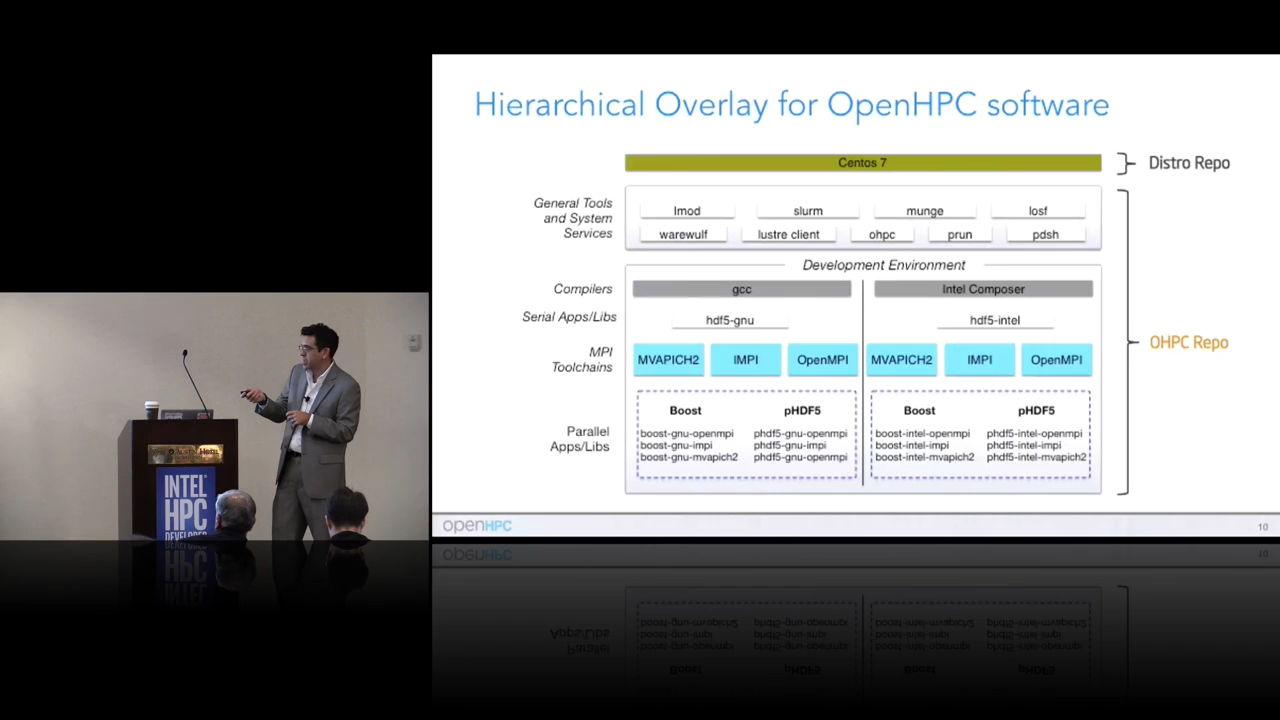 Hierarchical Overlay for OpenHPC software
Centos 7
Distro Repo
General Tools
and System
Services
lmod slurm munge losf
warewulf lustre client ohpc prun pdsh
Development Environment
Compilers
gcc Intel Composer
Serial Apps/Libs
hdf5-gnu hdf5-intel
MPI
Toolchains
MVAPICH2 IMPI OpenMPI MVAPICH2 IMPI OpenMPI
OHPC Repo
Parallel
Apps/Libs
Boost pHDF5 Boost pHDF5
boost-gnu-openmpi phdf5-gnu-openmpi boost-intel-openmpi phdf5-intel-openmpi
boost-gnu-impi phdf5-gnu-impi boost-intel-impi phdf5-intel-impi
boost-gnu-mvapich2 phdf5-gnu-openmpi boost-intel-mvapich2 phdf5-intel-mvapich2
openHPC
10
INTEL
HPC
DEVELOPER